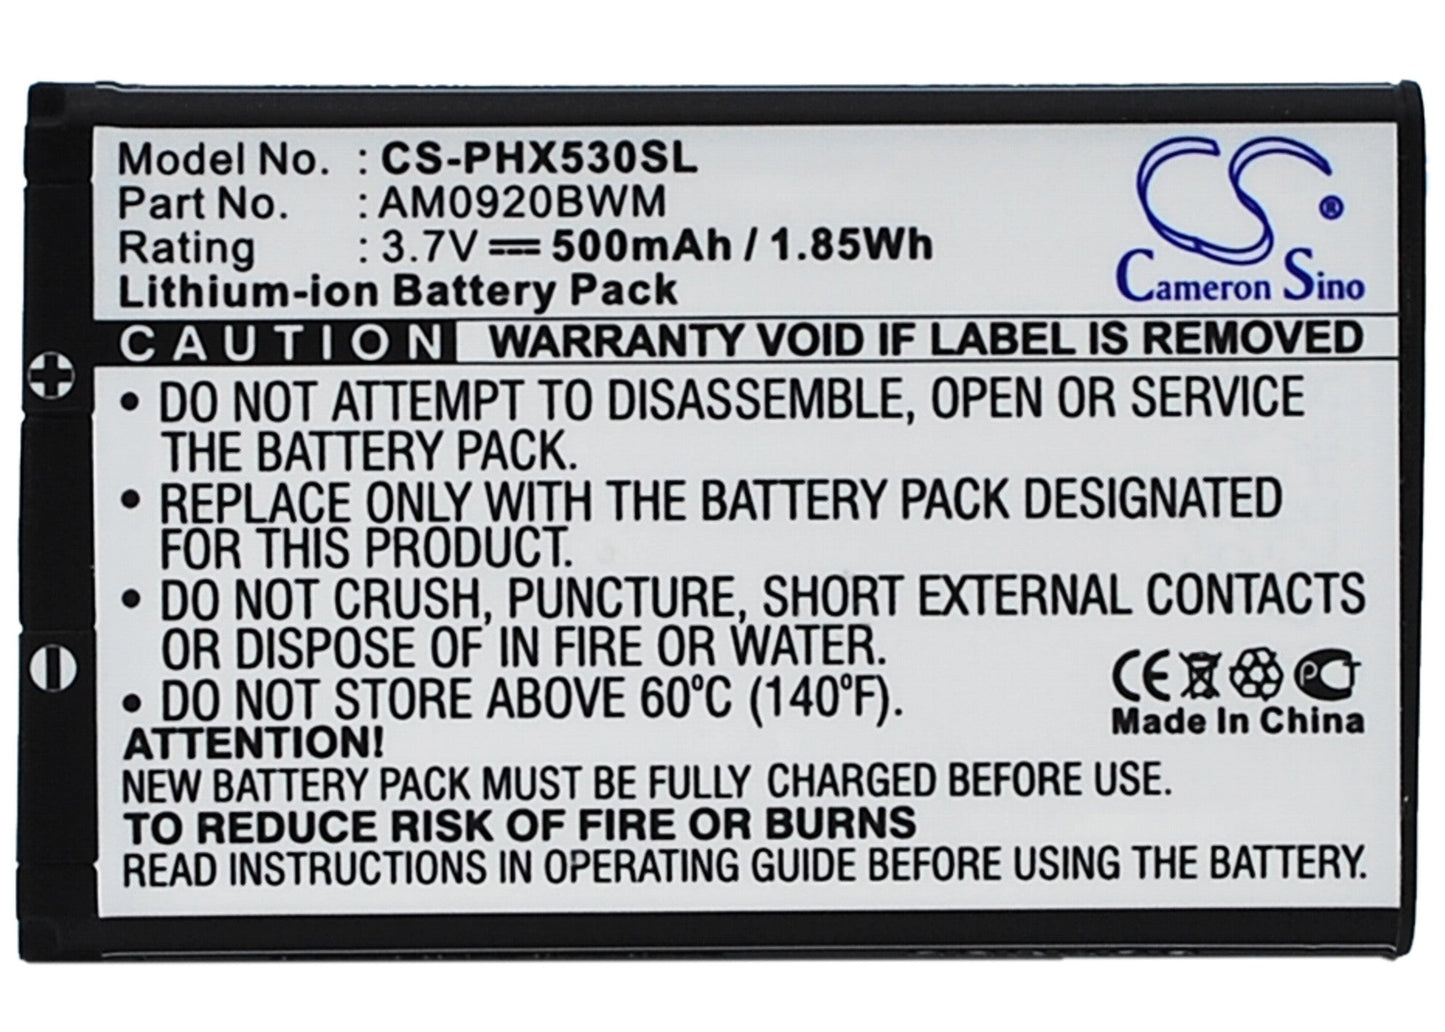 Model No. : CS-PHX530SL
Part No. : AM0920BWM
Rating : 3.7V 500mAh / 1.85Wh
Lithium-ion Battery Pack
CS ®
Cameron Sino
CAUTION WARRANTY VOID IF LABEL IS REMOVED
• DO NOT ATTEMPT TO DISASSEMBLE, OPEN OR SERVICE
THE BATTERY PACK.
• REPLACE ONLY WITH THE BATTERY PACK DESIGNATED
FOR THIS PRODUCT.
• DO NOT CRUSH, PUNCTURE, SHORT EXTERNAL CONTACTS
OR DISPOSE OF IN FIRE OR WATER.
• DO NOT STORE ABOVE 60°C (140°F).
CE PCT
Made In China
ATTENTION!
NEW BATTERY PACK MUST BE FULLY CHARGED BEFORE USE.
TO REDUCE RISK OF FIRE OR BURNS
READ INSTRUCTIONS IN OPERATING GUIDE BEFORE USING THE BATTERY.